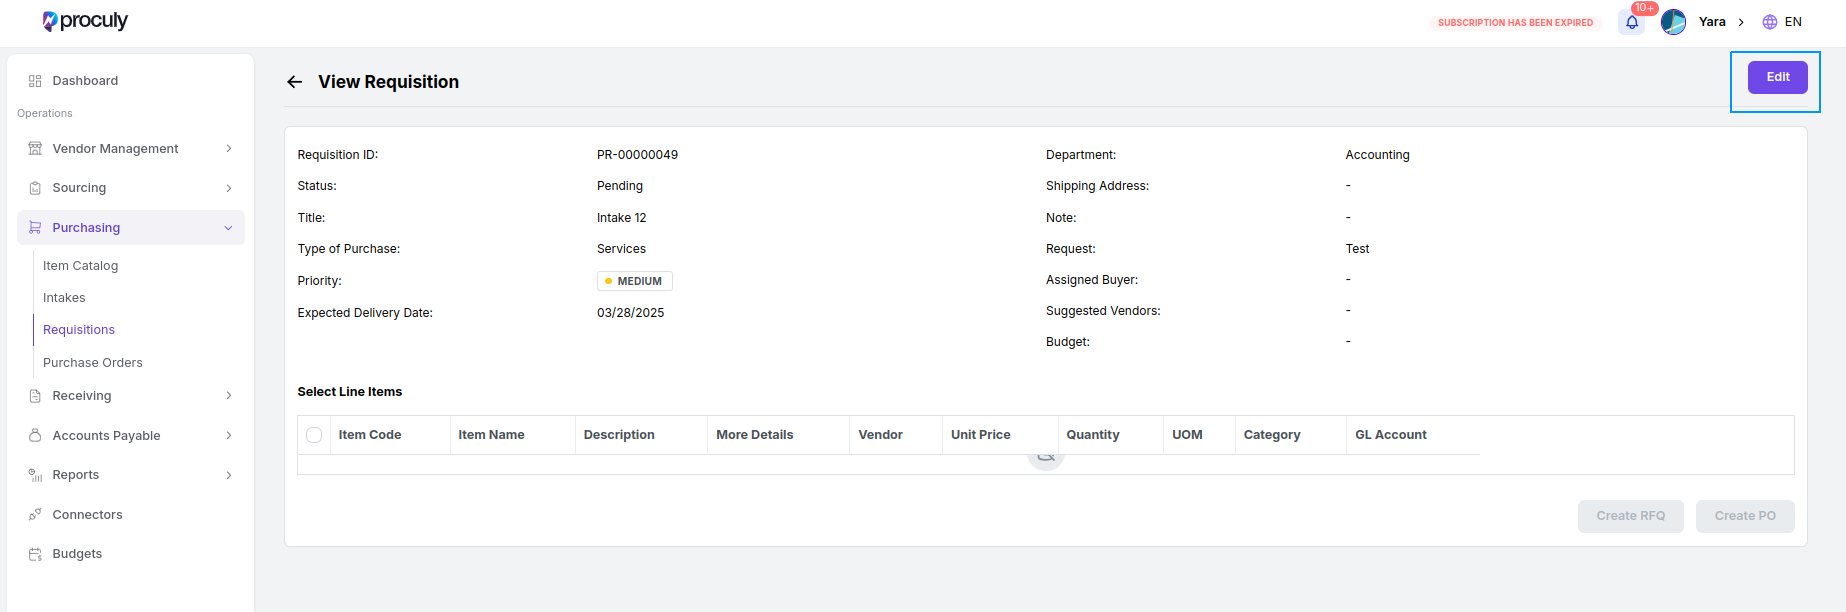 proculy
SUBSCRIPTION HAS BEEN EXPIRED
10+
Yara
EN
Dashboard
Operations
Vendor Management
Sourcing
Purchasing
Item Catalog
Intakes
Requisitions
Purchase Orders
Receiving
Accounts Payable
Reports
Connectors
Budgets
View Requisition
Edit
Requisition ID: PR-00000049
Status: Pending
Title: Intake 12
Type of Purchase: Services
Priority: MEDIUM
Expected Delivery Date: 03/28/2025
Department: Accounting
Shipping Address: -
Note: -
Request: Test
Assigned Buyer: -
Suggested Vendors: -
Budget: -
Select Line Items
Item Code Item Name Description More Details Vendor Unit Price Quantity UOM Category GL Account
Create RFQ Create PO